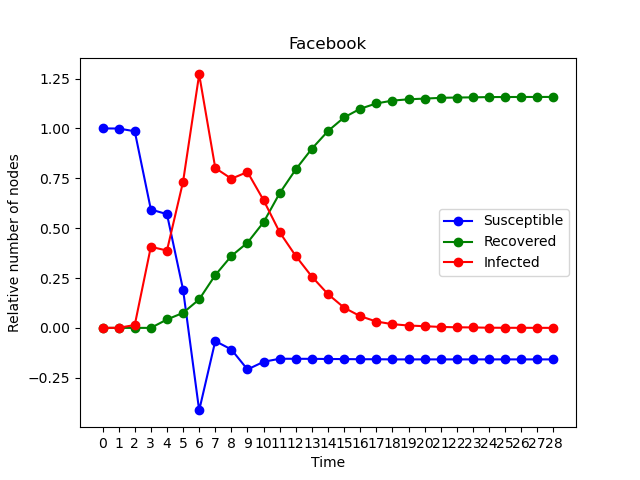 Facebook
1.25
1.00
0.75
0.50
0.25
0.00
−0.25
Relative number of nodes
Susceptible
Recovered
Infected
0 1 2 3 4 5 6 7 8 9 10 11 12 13 14 15 16 17 18 19 20 21 22 23 24 25 26 27 28
Time